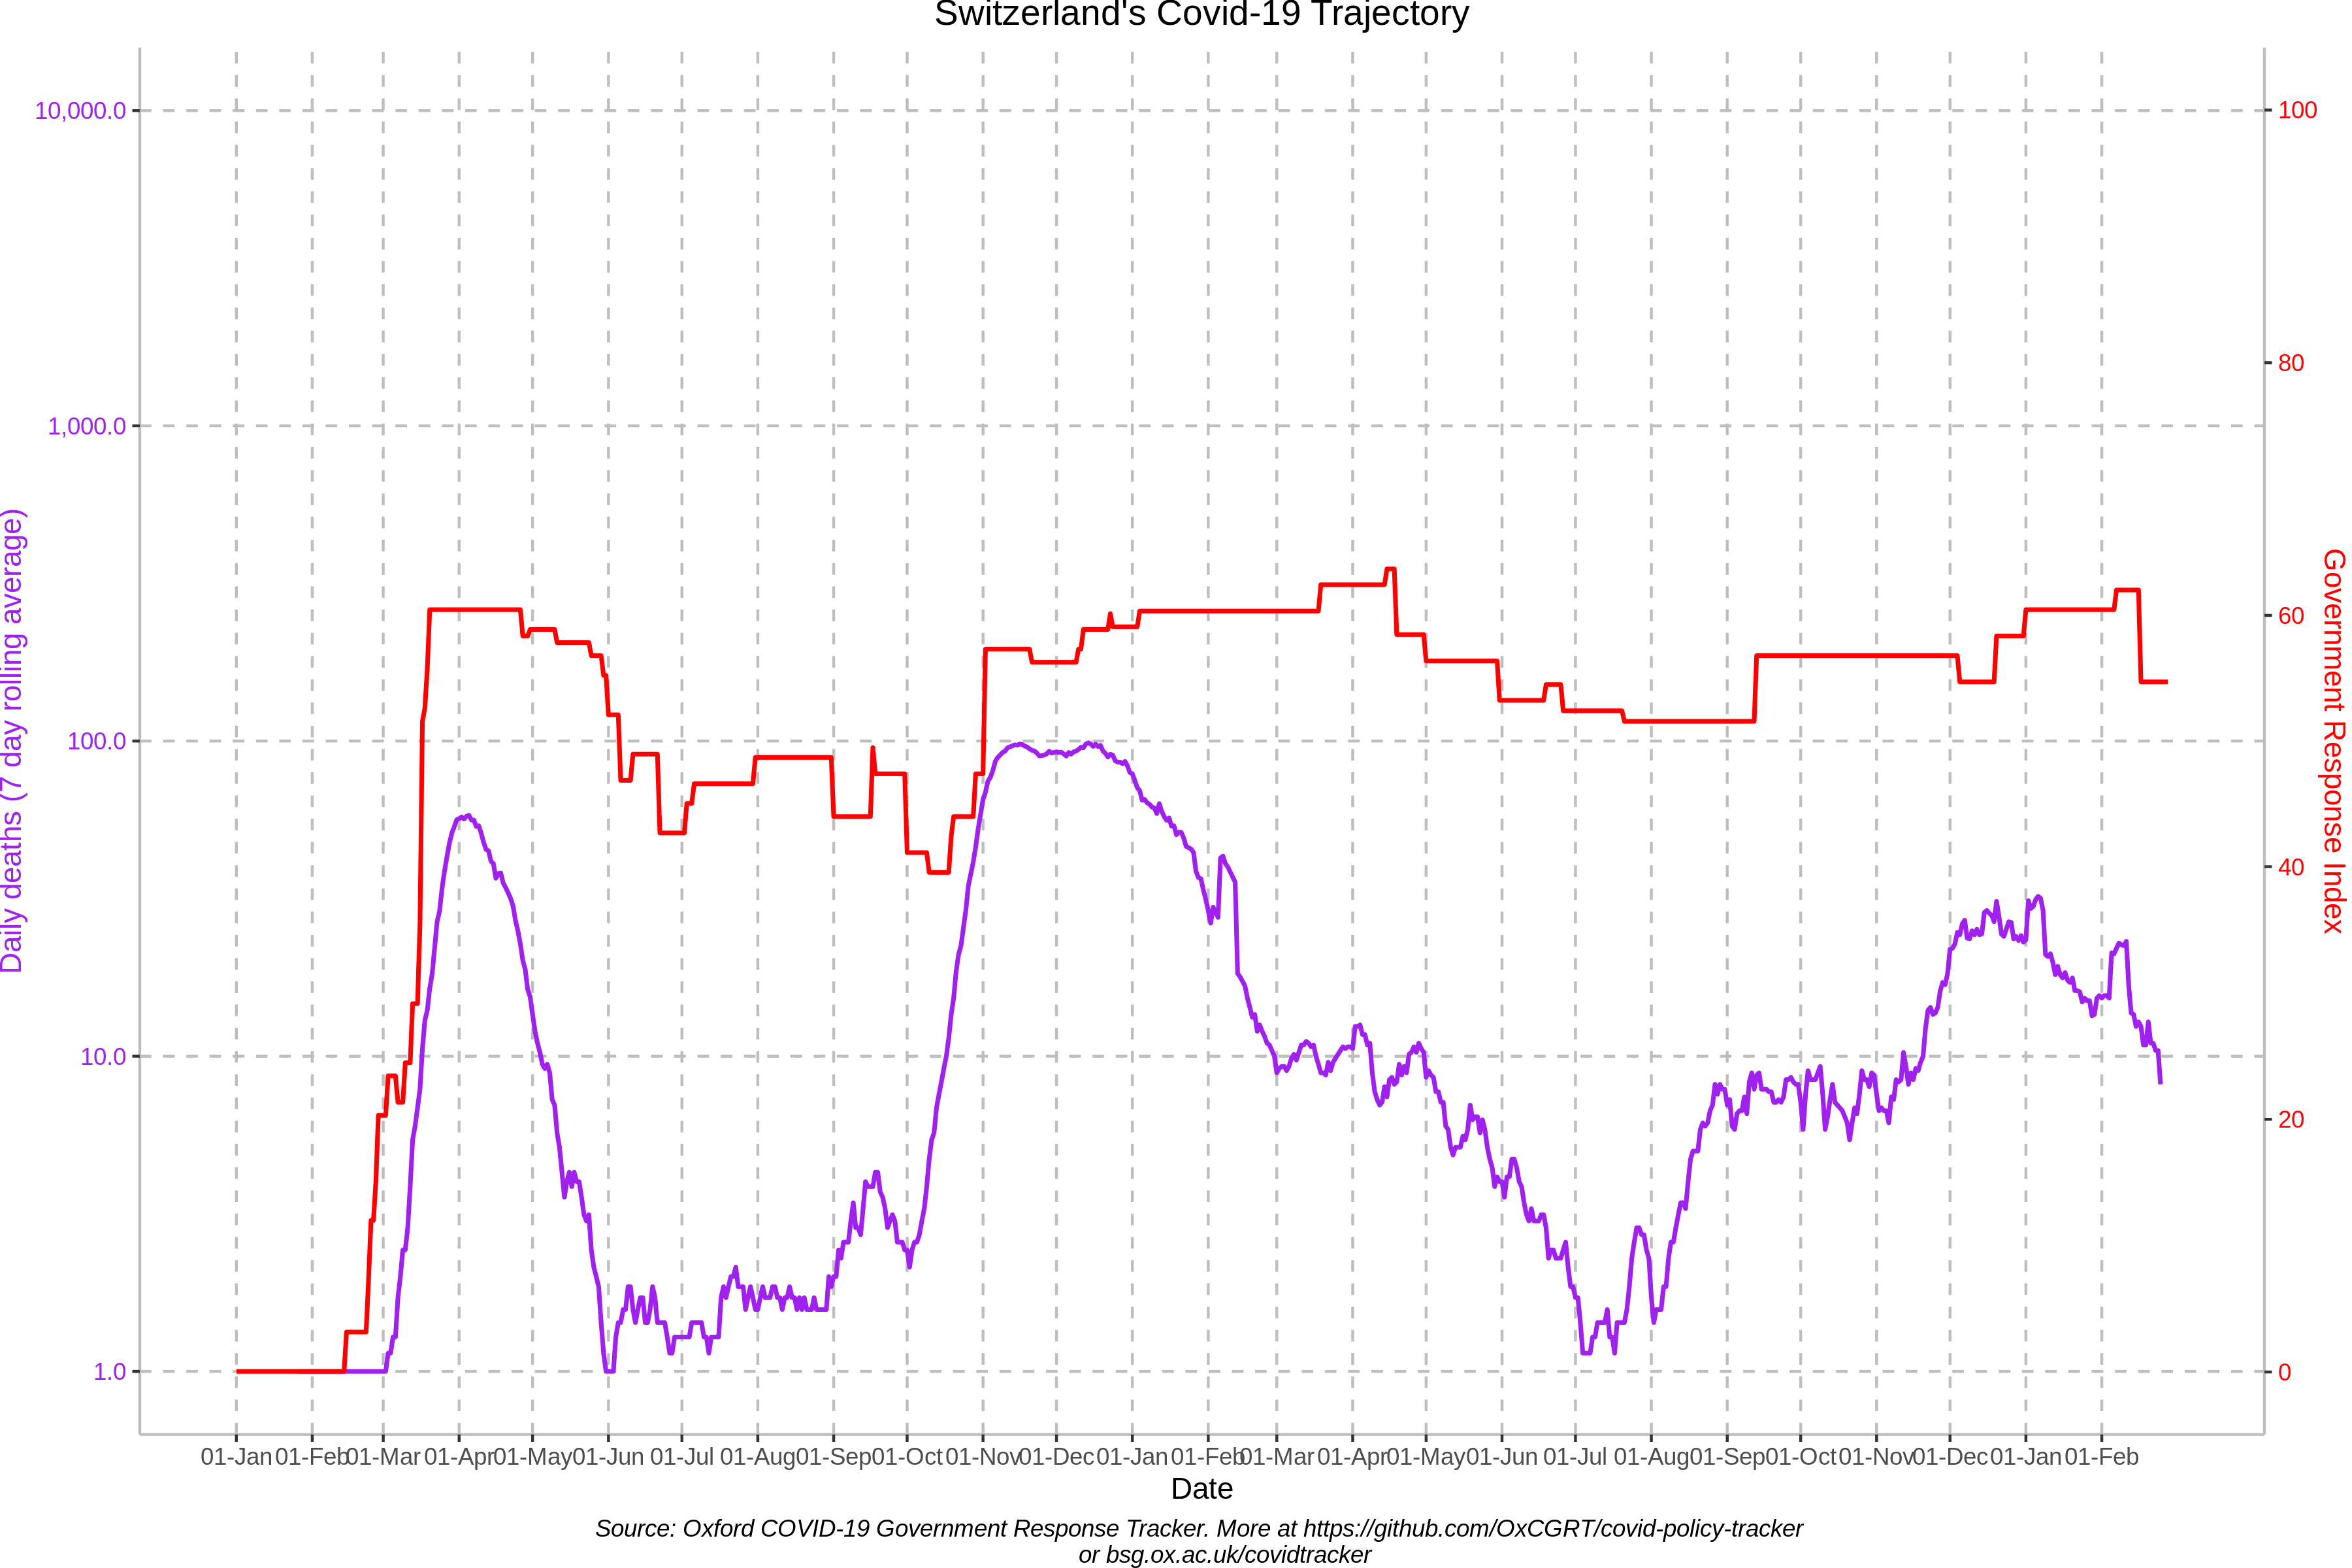 Switzerland's Covid-19 Trajectory
10,000.0
1,000.0
100.0
10.0
1.0
Daily deaths (7 day rolling average)
100
80
60
40
20
0
Government Response Index
01-Jan 01-Feb 01-Mar 01-Apr 01-May 01-Jun 01-Jul 01-Aug 01-Sep 01-Oct 01-Nov 01-Dec 01-Jan 01-Feb 01-Mar 01-Apr 01-May 01-Jun 01-Jul 01-Aug 01-Sep 01-Oct 01-Nov 01-Dec 01-Jan 01-Feb
Date
Source: Oxford COVID-19 Government Response Tracker. More at https://github.com/OxCGRT/covid-policy-tracker
or bsg.ox.ac.uk/covidtracker